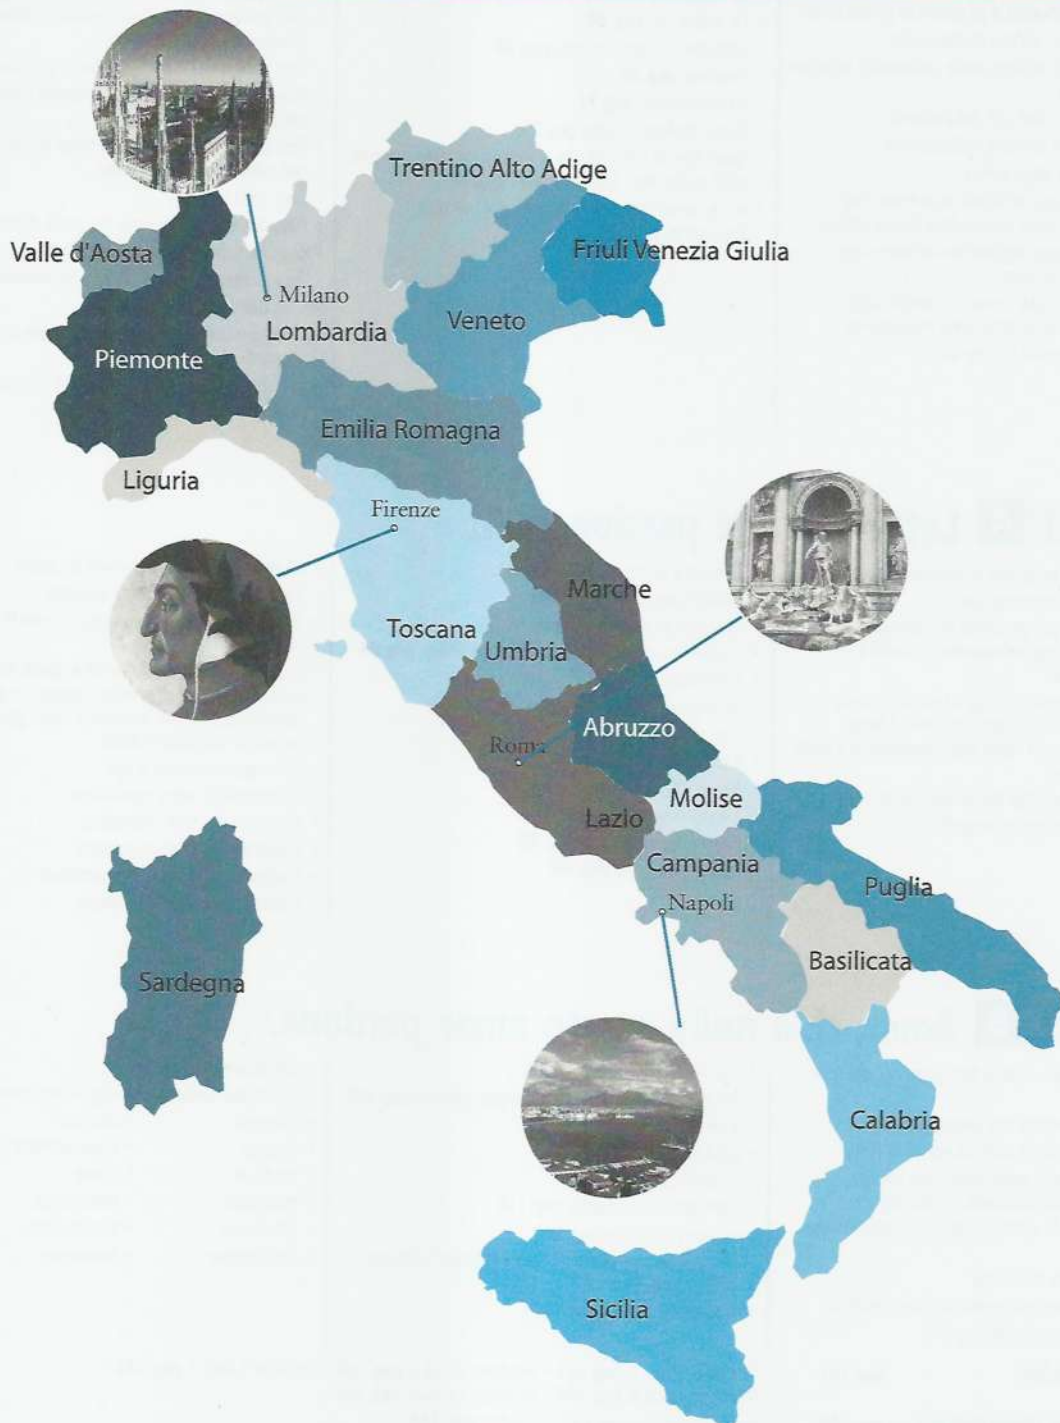 Trentino Alto Adige
Valle d'Aosta
Friuli Venezia Giulia
Milano
Veneto
Lombardia
Piemonte
Emilia Romagna
Liguria
Firenze
Marche
Toscana
Umbria
Abruzzo
Roma
Molise
Lazio
Campania
Puglia
Napoli
Basilicata
Sardegna
Calabria
Sicilia